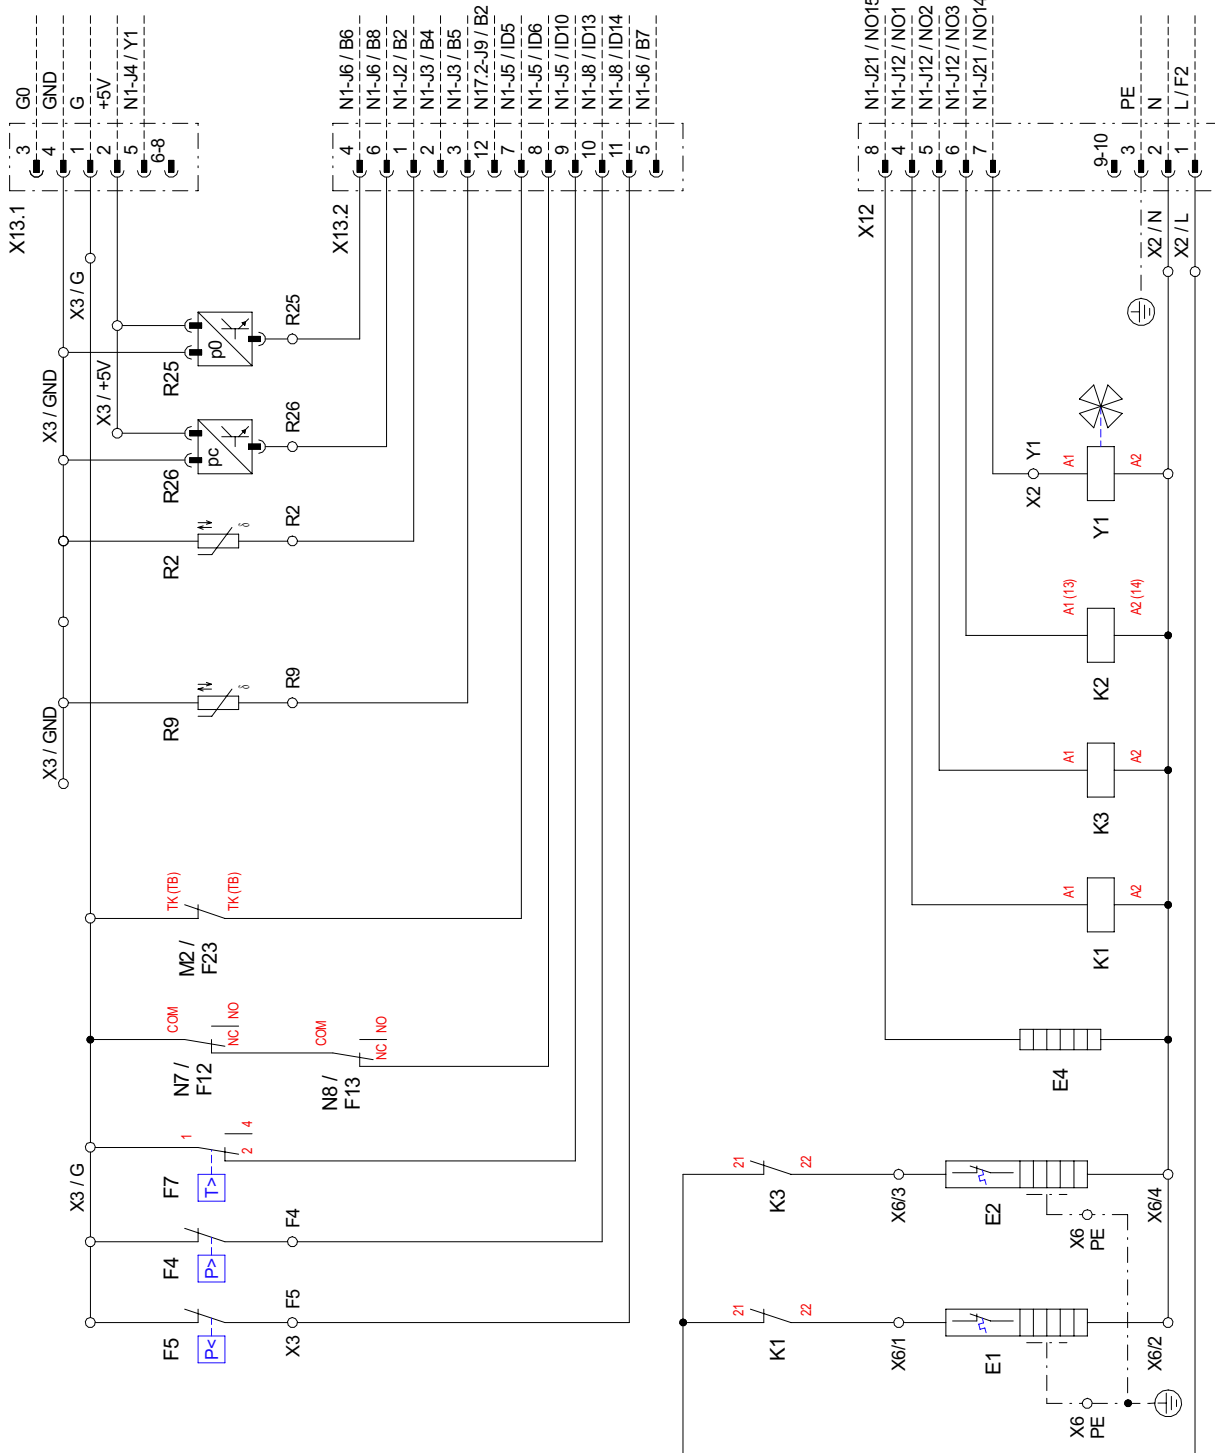 G0
GND
G
+5V
N1-J4 / Y1
3
4
1
2
5
6-8
X13.1
N1-J6 / B6
N1-J6 / B8
N1-J2 / B2
N1-J3 / B4
N1-J3 / B5
N17.2-J9 / B2
N1-J5 / ID5
N1-J5 / ID6
N1-J5 / ID10
N1-J8 / ID13
N1-J8 / ID14
N1-J6 / B7
4
6
1
2
3
12
7
8
9
10
11
5
X13.2
N1-J21 / NO15
N1-J12 / NO1
N1-J12 / NO2
N1-J12 / NO3
N1-J21 / NO14
PE
N
L / F2
8
4
5
6
7
9-10
3
2
1
X12
X2 / N
X2 / L
X3 / G
X3 / GND
X3 / +5V
p0
R25
R25
pc
R26
R26
R2
R2
δ
X3 / GND
R9
R9
δ
TK (TB)
TK (TB)
M2 /
F23
COM
NC
NO
N7 /
F12
COM
NC
NO
N8 /
F13
X3 / G
1
2
4
F7
T>
F4
P>
F4
F5
P<
F5
X3
X2
Y1
A1
A2
Y1
A1 (13)
A2 (14)
K2
A1
A2
K3
A1
A2
K1
E4
21
22
K3
X6/3
E2
X6/4
X6
PE
21
22
K1
X6/1
E1
X6/2
X6
PE